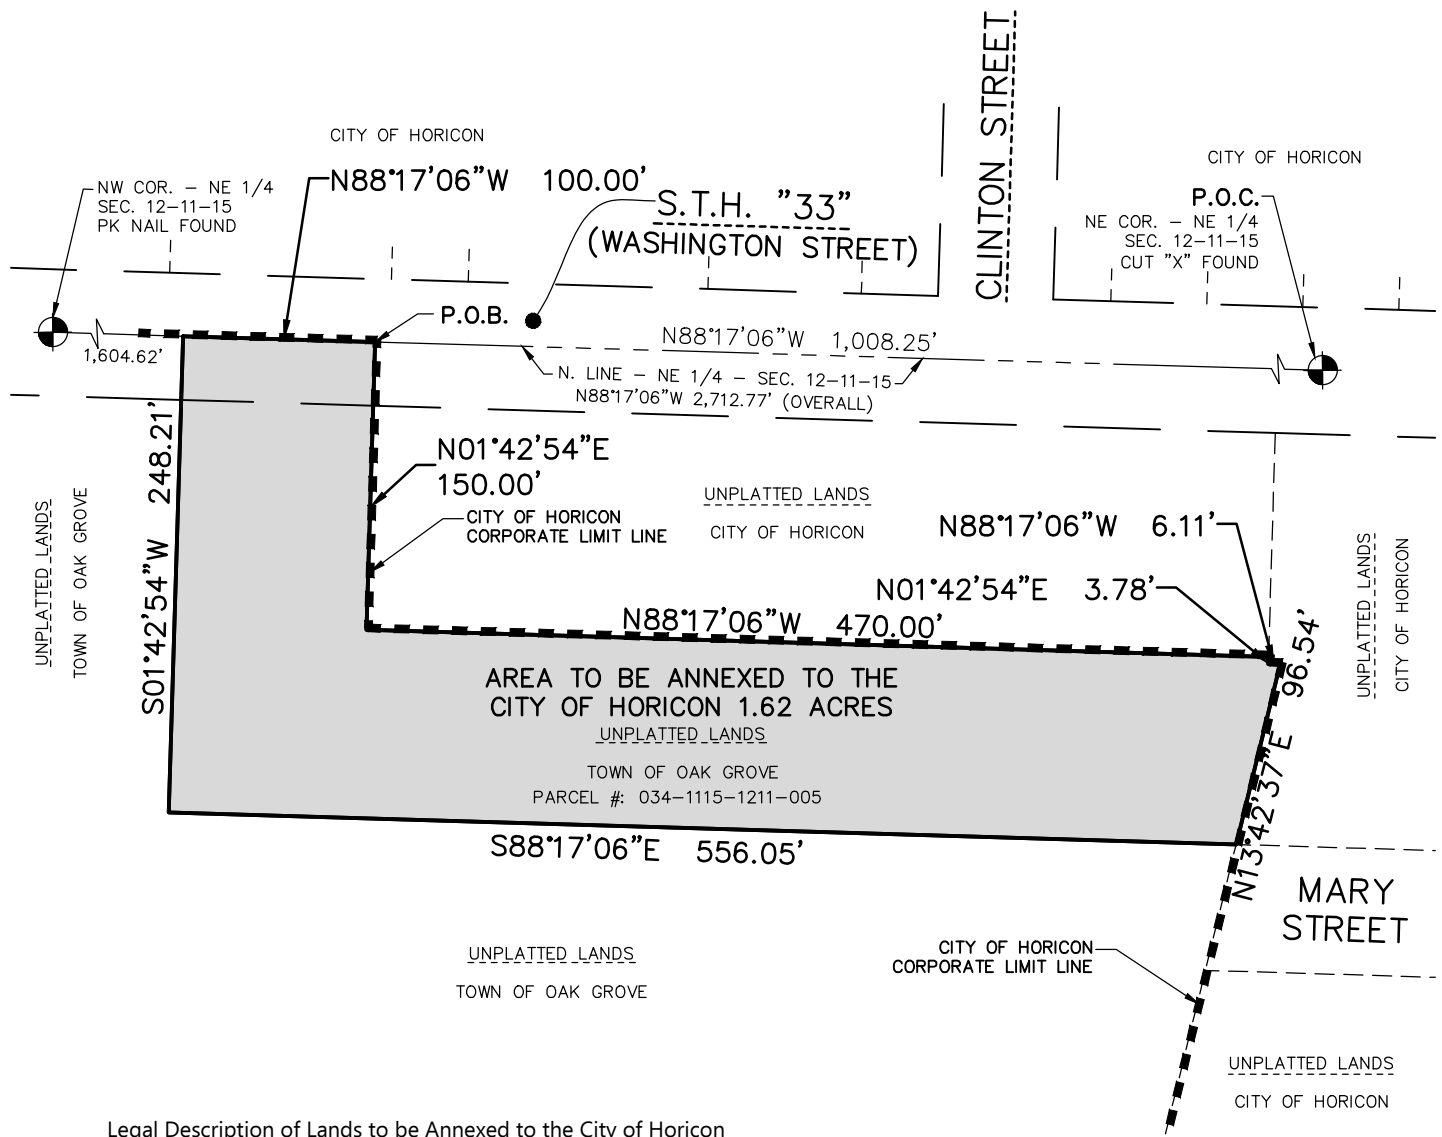 CLINTON STREET
CITY OF HORICON
N88°17'06"W 100.00'
NW COR. – NE 1/4
SEC. 12–11–15
PK NAIL FOUND
S.T.H. "33"
(WASHINGTON STREET)
CITY OF HORICON
P.O.C.
NE COR. – NE 1/4
SEC. 12–11–15
CUT "X" FOUND
P.O.B.
1,604.62'
N88°17'06"W 1,008.25'
N. LINE – NE 1/4 – SEC. 12–11–15
N88°17'06"W 2,712.77' (OVERALL)
S01°42'54"W 248.21'
N01°42'54"E
150.00'
CITY OF HORICON
CORPORATE LIMIT LINE
UNPLATTED LANDS
CITY OF HORICON
UNPLATTED LANDS
TOWN OF OAK GROVE
N88°17'06"W 6.11'
N01°42'54"E 3.78'
N88°17'06"W 470.00'
UNPLATTED LANDS
CITY OF HORICON
N13°42'37"E 96.54'
AREA TO BE ANNEXED TO THE
CITY OF HORICON 1.62 ACRES
UNPLATTED LANDS
TOWN OF OAK GROVE
PARCEL #: 034–1115–1211–005
S88°17'06"E 556.05'
MARY
STREET
UNPLATTED LANDS
TOWN OF OAK GROVE
CITY OF HORICON
CORPORATE LIMIT LINE
UNPLATTED LANDS
CITY OF HORICON
Legal Description of Lands to be Annexed to the City of Horicon